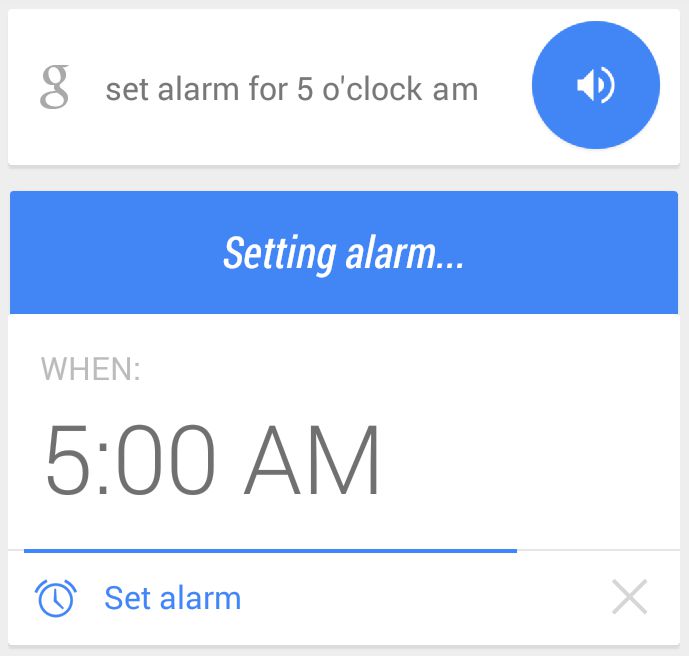 g set alarm for 5 o'clock am
Setting alarm...
WHEN:
5:00 AM
Set alarm